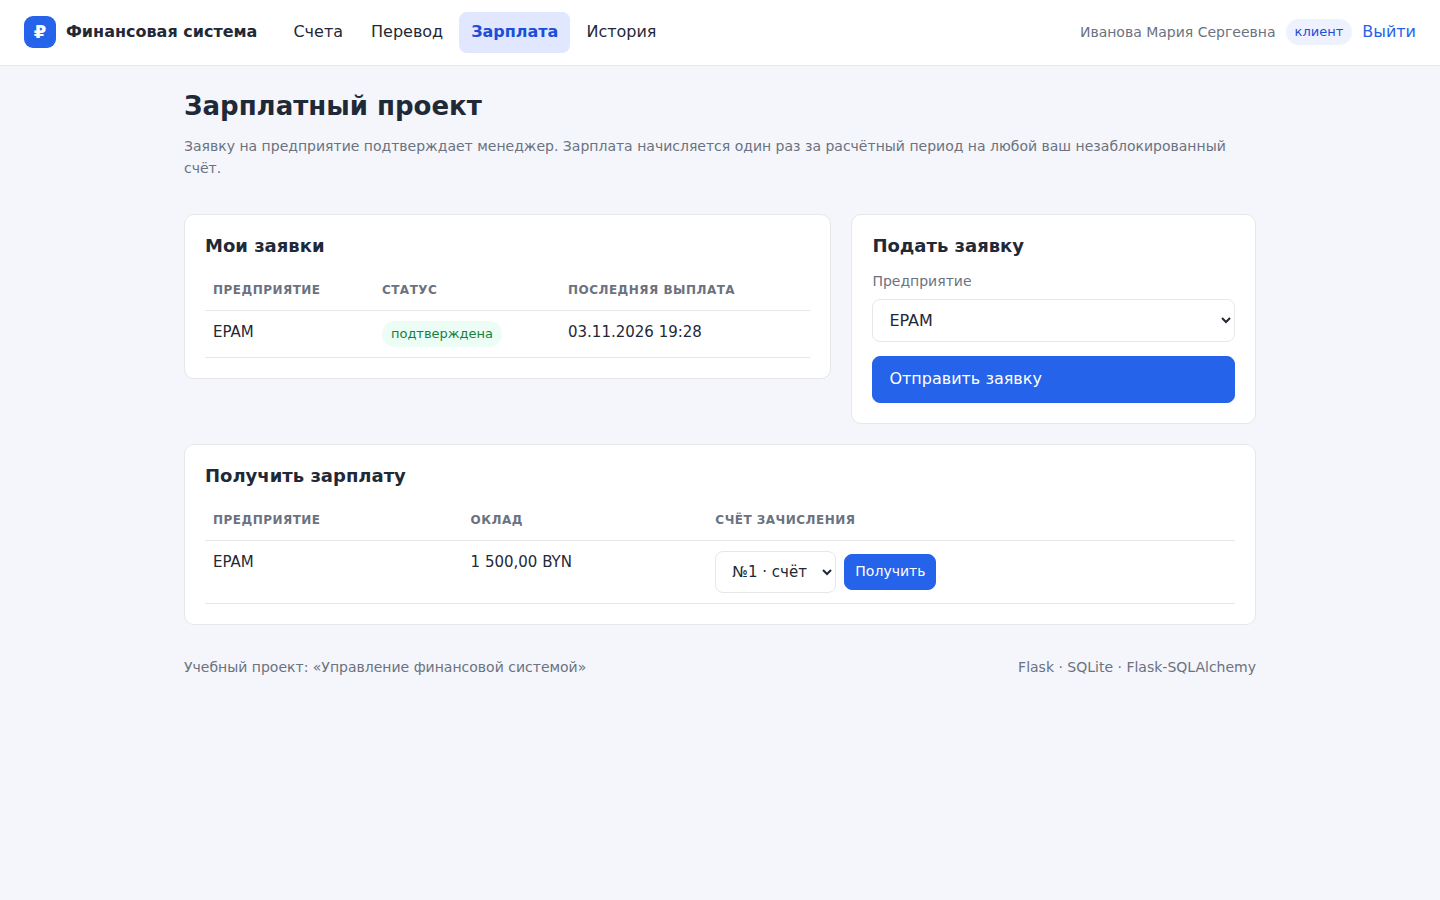 ₽ Финансовая система Счета Перевод Зарплата История Иванова Мария Сергеевна клиент Выйти
Зарплатный проект
Заявку на предприятие подтверждает менеджер. Зарплата начисляется один раз за расчётный период на любой ваш незаблокированный
счёт.
Мои заявки
ПРЕДПРИЯТИЕ СТАТУС ПОСЛЕДНЯЯ ВЫПЛАТА
EPAM подтверждена 03.11.2026 19:28
Подать заявку
Предприятие
EPAM
Отправить заявку
Получить зарплату
ПРЕДПРИЯТИЕ ОКЛАД СЧЁТ ЗАЧИСЛЕНИЯ
EPAM 1 500,00 BYN №1 · счёт Получить
Учебный проект: «Управление финансовой системой» Flask · SQLite · Flask-SQLAlchemy